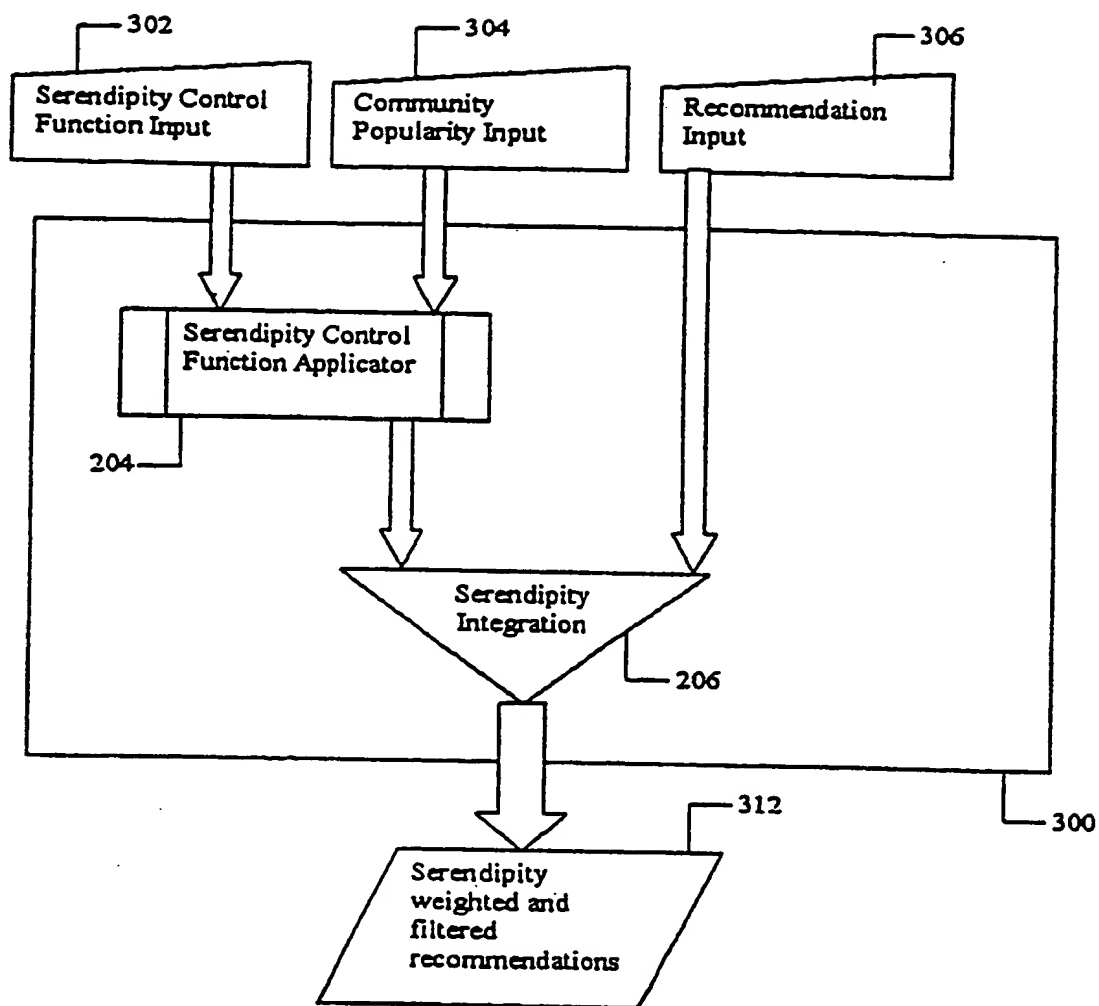 302
304
306
Serendipity Control
Function Input
Community
Popularity Input
Recommendation
Input
Serendipity Control
Function Applicator
204
Serendipity
Integration
206
312
300
Serendipity
weighted and
filtered
recommendations